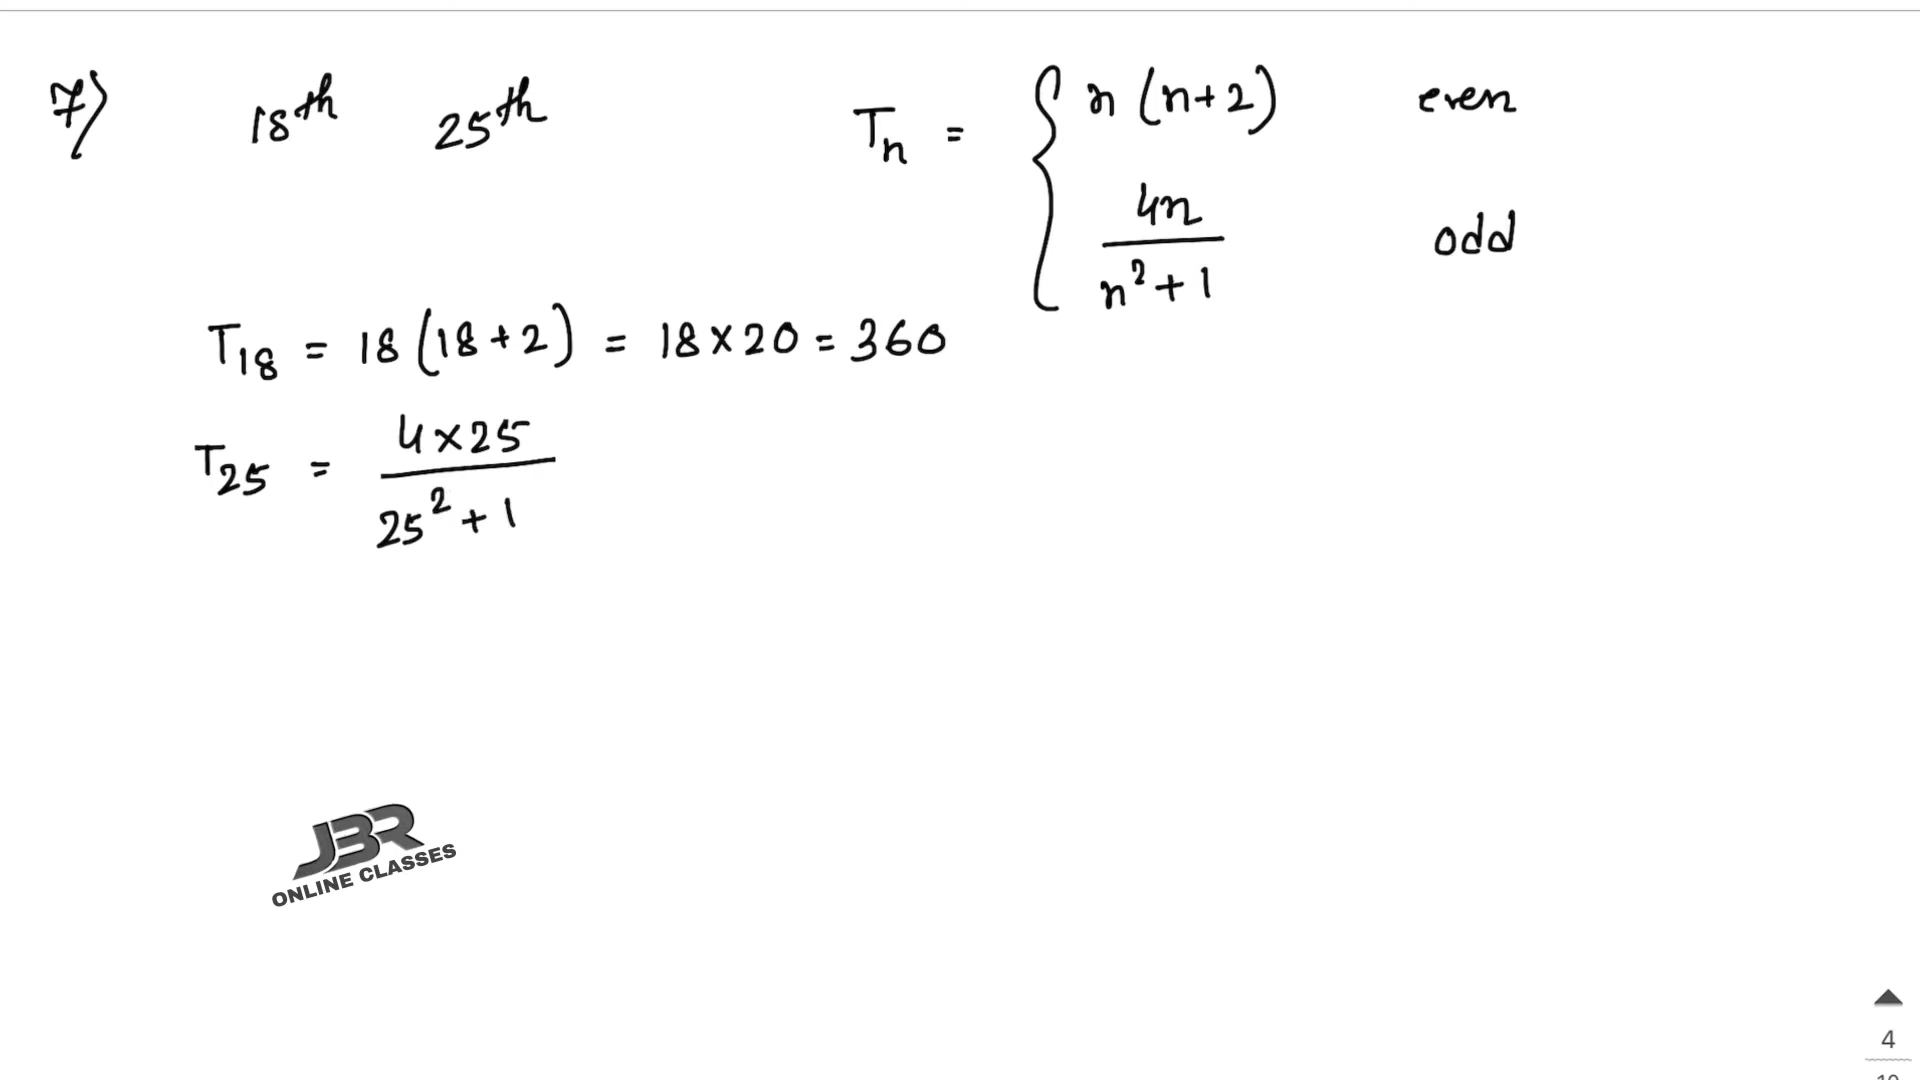 7) 18th 25th Tn = { n (n+2) even
4n / n² + 1 odd
T18 = 18 (18+2) = 18 × 20 = 360
T25 = 4 × 25 / 25² + 1
JBR
ONLINE CLASSES
4